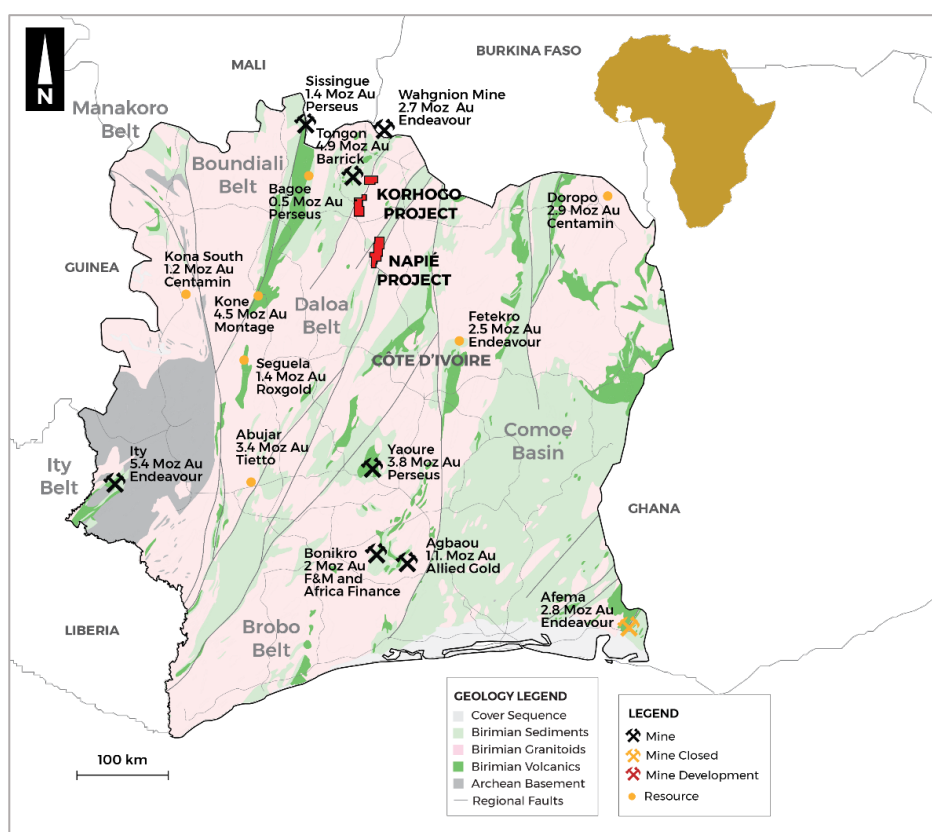 MALI
BURKINA FASO
N
Sissingue
1.4 Moz Au
Perseus
Wahgnion Mine
2.7 Moz Au
Endeavour
Manakoro
Belt
Tongon
4.9 Moz Au
Barrick
Boundiali
Belt
Bagoe
0.5 Moz Au
Perseus
KORHOGO
PROJECT
Doropo
2.9 Moz Au
Centamin
NAPIÉ
PROJECT
GUINEA
Kona South
1.2 Moz Au
Centamin
Kone
4.5 Moz Au
Montage
Daloa
Belt
Fetekro
2.5 Moz Au
Endeavour
CÔTE D'IVOIRE
Seguela
1.4 Moz Au
Roxgold
Abujar
3.4 Moz Au
Tietto
Comoe
Basin
Ity
5.4 Moz Au
Endeavour
Ity
Belt
Yaoure
3.8 Moz Au
Perseus
GHANA
Bonikro
2 Moz Au
F&M and
Africa Finance
Agbaou
1.1. Moz Au
Allied Gold
Afema
2.8 Moz Au
Endeavour
LIBERIA
Brobo
Belt
100 km
GEOLOGY LEGEND
Cover Sequence
Birimian Sediments
Birimian Granitoids
Birimian Volcanics
Archean Basement
Regional Faults
LEGEND
Mine
Mine Closed
Mine Development
Resource